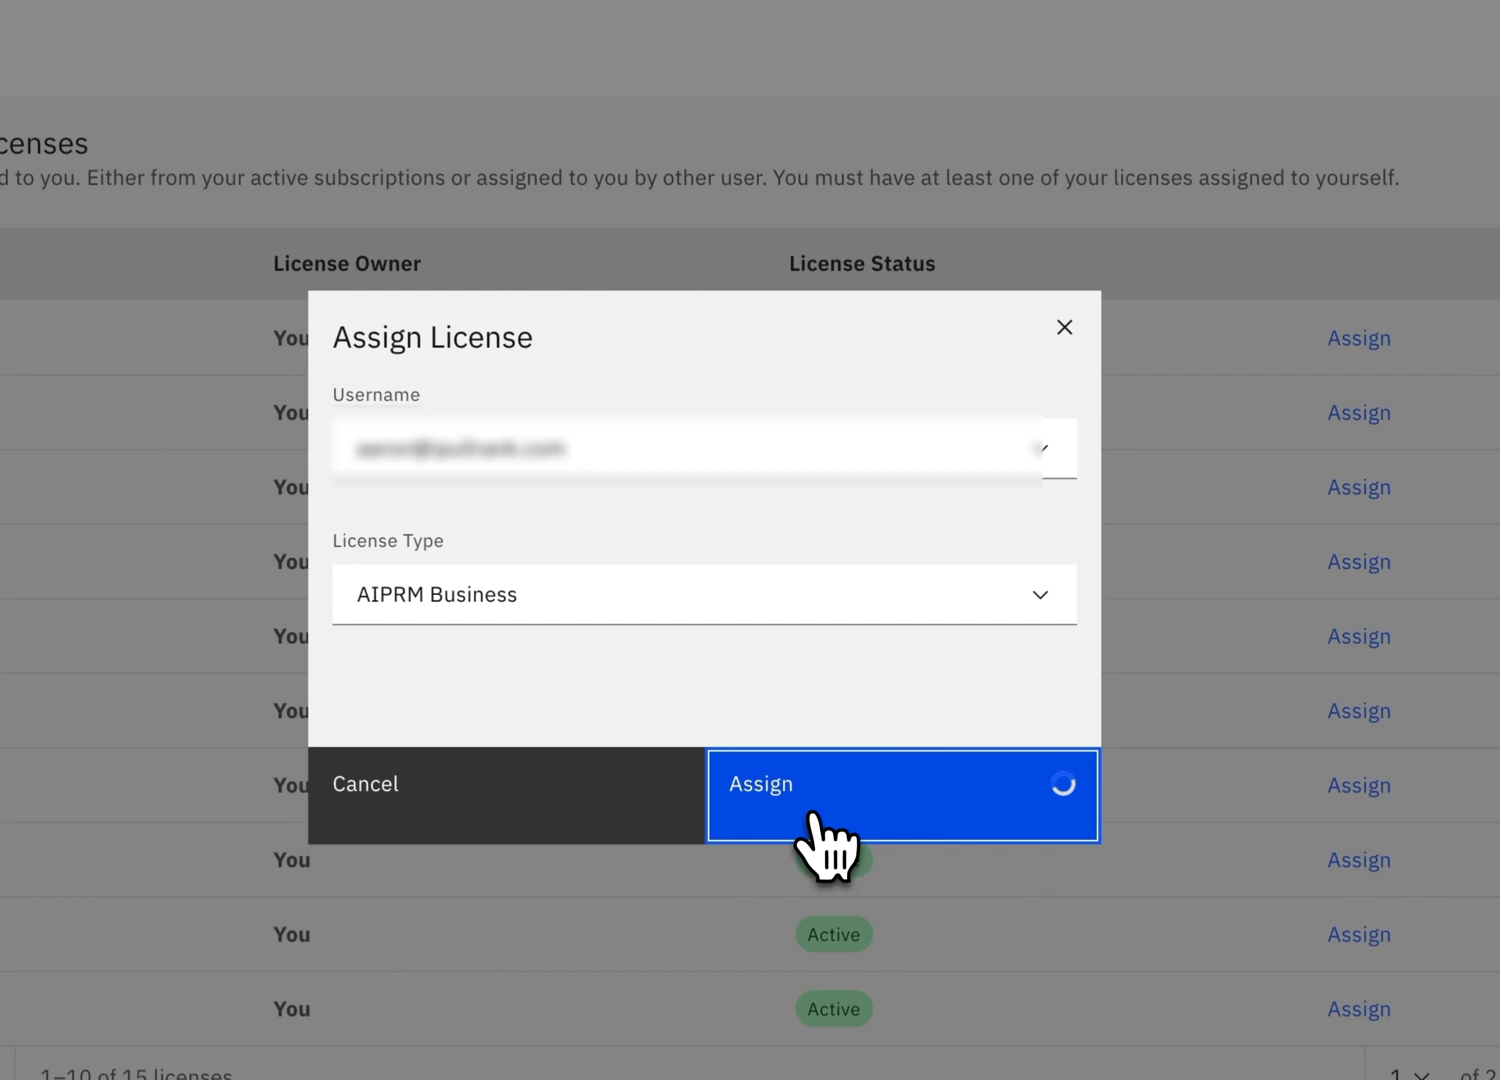 censes
d to you. Either from your active subscriptions or assigned to you by other user. You must have at least one of your licenses assigned to yourself.
License Owner
License Status
You
Assign
You
Assign
You
Assign
You
Assign
You
Assign
You
Assign
You
Assign
You
Assign
You
Active
Assign
You
Active
Assign
1–10 of 15 licenses
1
of 2
Assign License
Username
License Type
AIPRM Business
Cancel
Assign